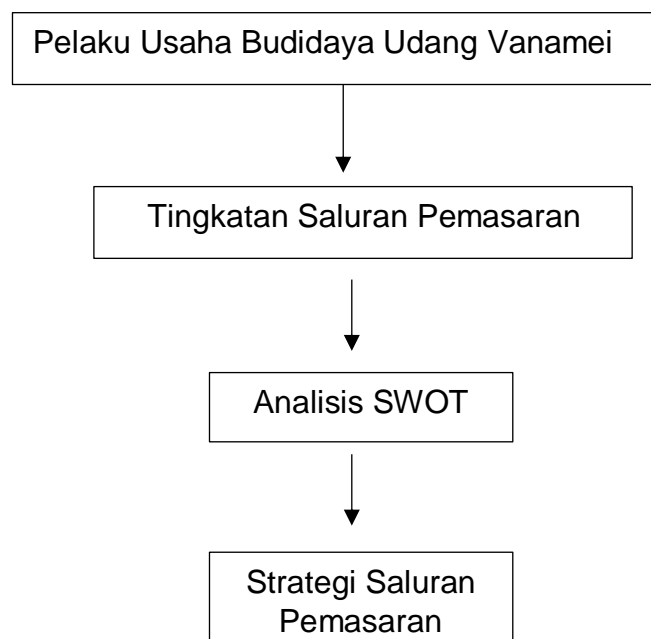 Pelaku Usaha Budidaya Udang Vanamei
Tingkatan Saluran Pemasaran
Analisis SWOT
Strategi Saluran
Pemasaran